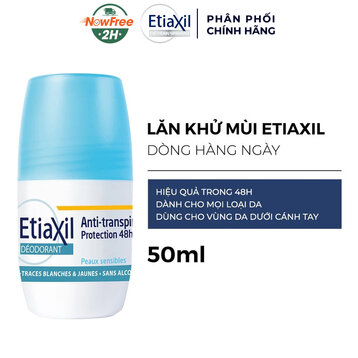 NowFree
2H
EtiaXil
PHÂN PHỐI
CHÍNH HÃNG
LĂN KHỬ MÙI ETIAXIL
DÒNG HÀNG NGÀY
HIỆU QUẢ TRONG 48H
DÀNH CHO MỌI LOẠI DA
DÙNG CHO VÙNG DA DƯỚI CÁNH TAY
50ml
EtiaXil
DÉODORANT
Anti-transpi
Protection 48h
Peaux sensibles
TRACES BLANCHES & JAUNES • SANS ALCO